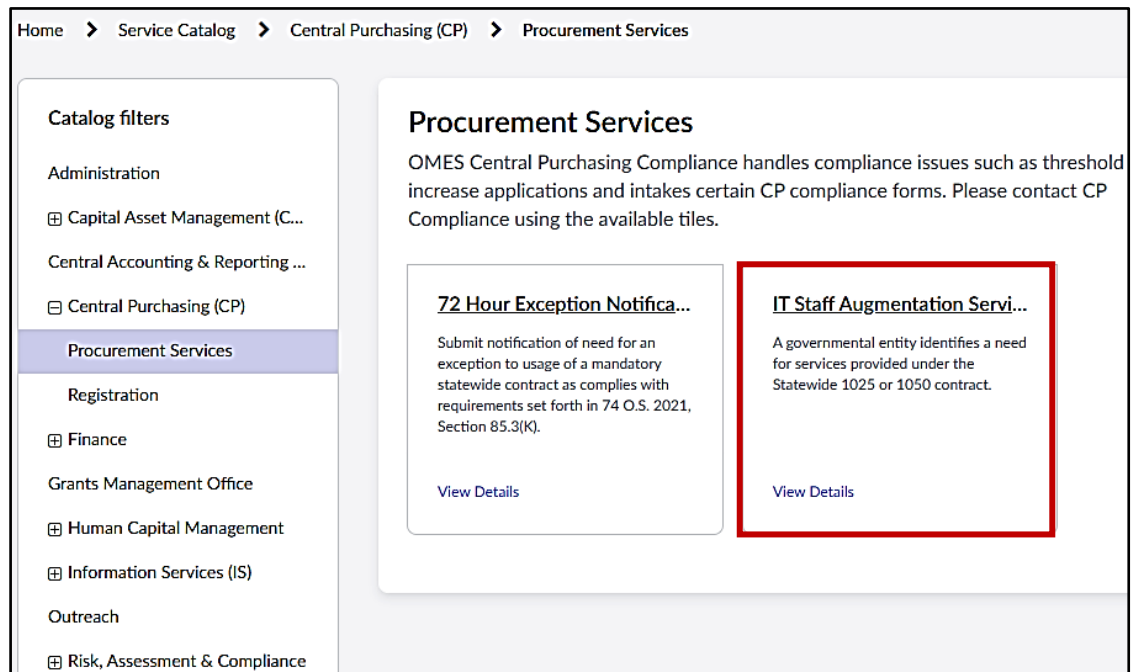 Home > Service Catalog > Central Purchasing (CP) > Procurement Services
Catalog filters
Administration
Capital Asset Management (C...
Central Accounting & Reporting ...
Central Purchasing (CP)
Procurement Services
Registration
Finance
Grants Management Office
Human Capital Management
Information Services (IS)
Outreach
Risk, Assessment & Compliance
Procurement Services
OMES Central Purchasing Compliance handles compliance issues such as threshold
increase applications and intakes certain CP compliance forms. Please contact CP
Compliance using the available tiles.
72 Hour Exception Notifica...
Submit notification of need for an
exception to usage of a mandatory
statewide contract as complies with
requirements set forth in 74 O.S. 2021,
Section 85.3(K).
View Details
IT Staff Augmentation Servi...
A governmental entity identifies a need
for services provided under the
Statewide 1025 or 1050 contract.
View Details